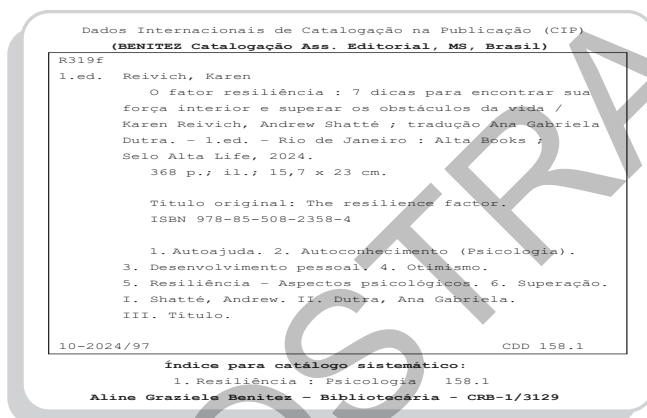 Dados Internacionais de Catalogação na Publicação (CIP)
(BENITEZ Catalogação Ass. Editorial, MS, Brasil)
R319f
1.ed. Reivich, Karen
O fator resiliência : 7 dicas para encontrar sua
força interior e superar os obstáculos da vida /
Karen Reivich, Andrew Shatté ; tradução Ana Gabriela
Dutra. – 1.ed. – Rio de Janeiro : Alta Books ;
Selo Alta Life, 2024.
368 p.; il.; 15,7 x 23 cm.
Título original: The resilience factor.
ISBN 978-85-508-2358-4
1. Autoajuda. 2. Autoconhecimento (Psicologia).
3. Desenvolvimento pessoal. 4. Otimismo.
5. Resiliência – Aspectos psicológicos. 6. Superação.
I. Shatté, Andrew. II. Dutra, Ana Gabriela.
III. Título.
10-2024/97 CDD 158.1
Índice para catálogo sistemático:
1. Resiliência : Psicologia 158.1
Aline Graziele Benitez – Bibliotecária – CRB-1/3129
OSTRA